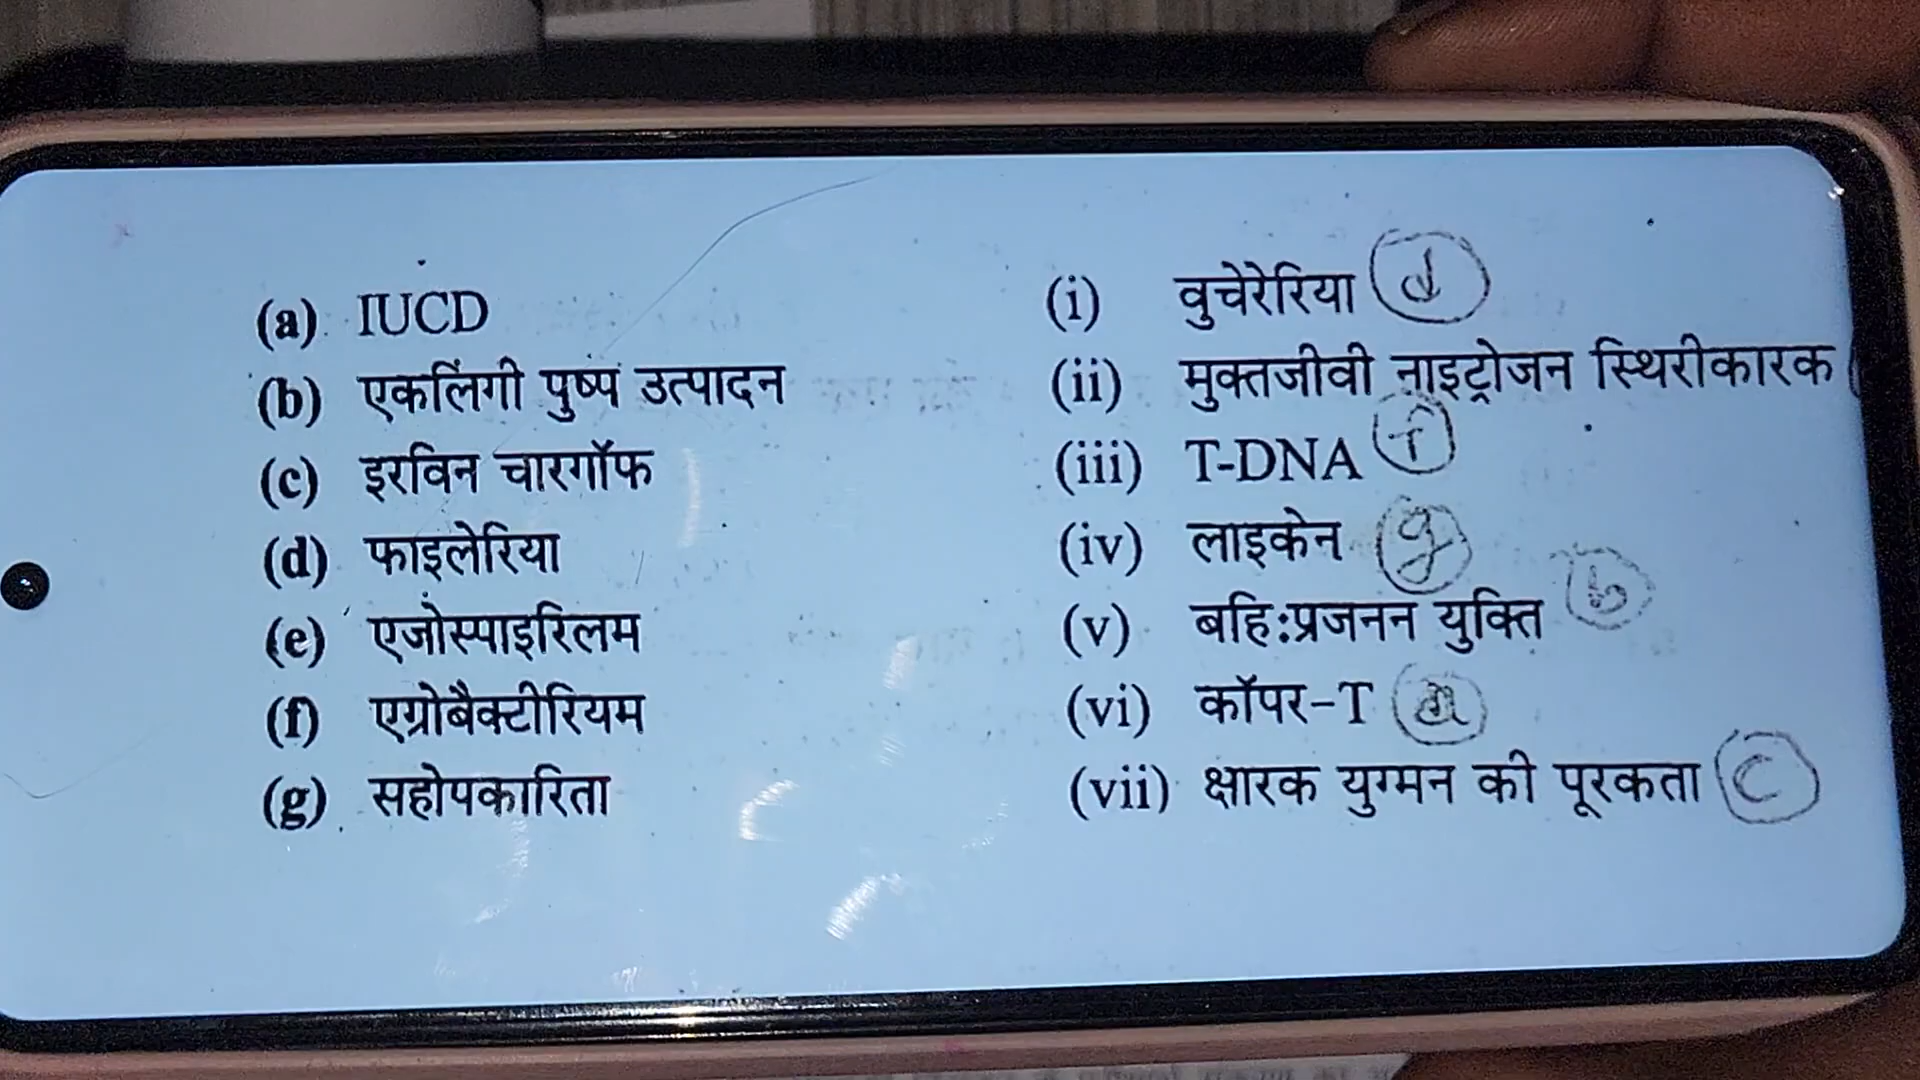 (a) IUCD (i) वुचेरेरिया d
(b) एकलिंगी पुष्प उत्पादन (ii) मुक्तजीवी नाइट्रोजन स्थिरीकारक
(c) इरविन चारगॉफ (iii) T-DNA f
(d) फाइलेरिया (iv) लाइकेन g
(e) एजोस्पाइरिलम (v) बहि:प्रजनन युक्ति b
(f) एग्रोबैक्टीरियम (vi) कॉपर-T a
(g) सहोपकारिता (vii) क्षारक युग्मन की पूरकता c